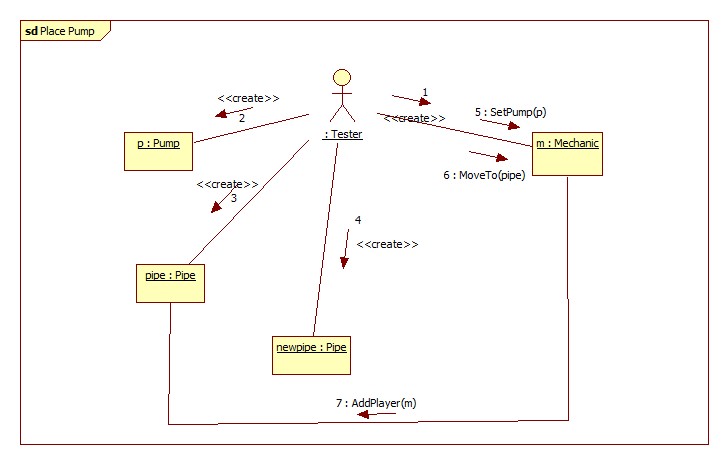 sd Place Pump
1
<<create>>
<<create>>
5 : SetPump(p)
2
: Tester
p : Pump
m : Mechanic
6 : MoveTo(pipe)
<<create>>
3
4
<<create>>
pipe : Pipe
newpipe : Pipe
7 : AddPlayer(m)